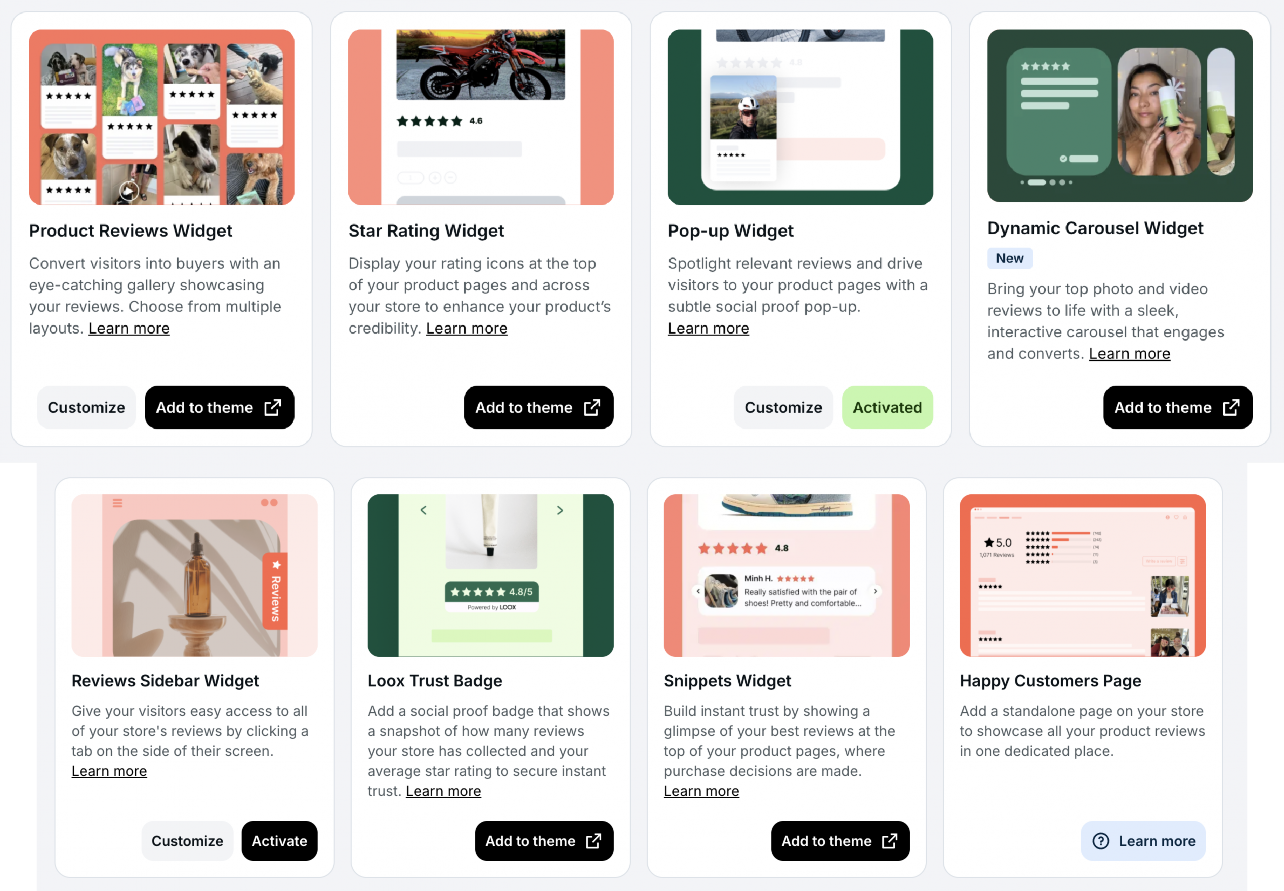 4.6
4.8
Product Reviews Widget
Convert visitors into buyers with an
eye-catching gallery showcasing
your reviews. Choose from multiple
layouts. Learn more
Customize
Add to theme
Star Rating Widget
Display your rating icons at the top
of your product pages and across
your store to enhance your product’s
credibility. Learn more
Add to theme
Pop-up Widget
Spotlight relevant reviews and drive
visitors to your product pages with a
subtle social proof pop-up.
Learn more
Customize
Activated
Dynamic Carousel Widget
New
Bring your top photo and video
reviews to life with a sleek,
interactive carousel that engages
and converts. Learn more
Add to theme
Reviews
Reviews Sidebar Widget
Give your visitors easy access to all
of your store's reviews by clicking a
tab on the side of their screen.
Learn more
Customize
Activate
4.8/5
Powered by LOOX
Loox Trust Badge
Add a social proof badge that shows
a snapshot of how many reviews
your store has collected and your
average star rating to secure instant
trust. Learn more
Add to theme
4.8
Minh H.
Really satisfied with the pair of
shoes! Pretty and comfortable...
Snippets Widget
Build instant trust by showing a
glimpse of your best reviews at the
top of your product pages, where
purchase decisions are made.
Learn more
Add to theme
5.0
1,071 Reviews
Happy Customers Page
Add a standalone page on your store
to showcase all your product reviews
in one dedicated place.
Learn more